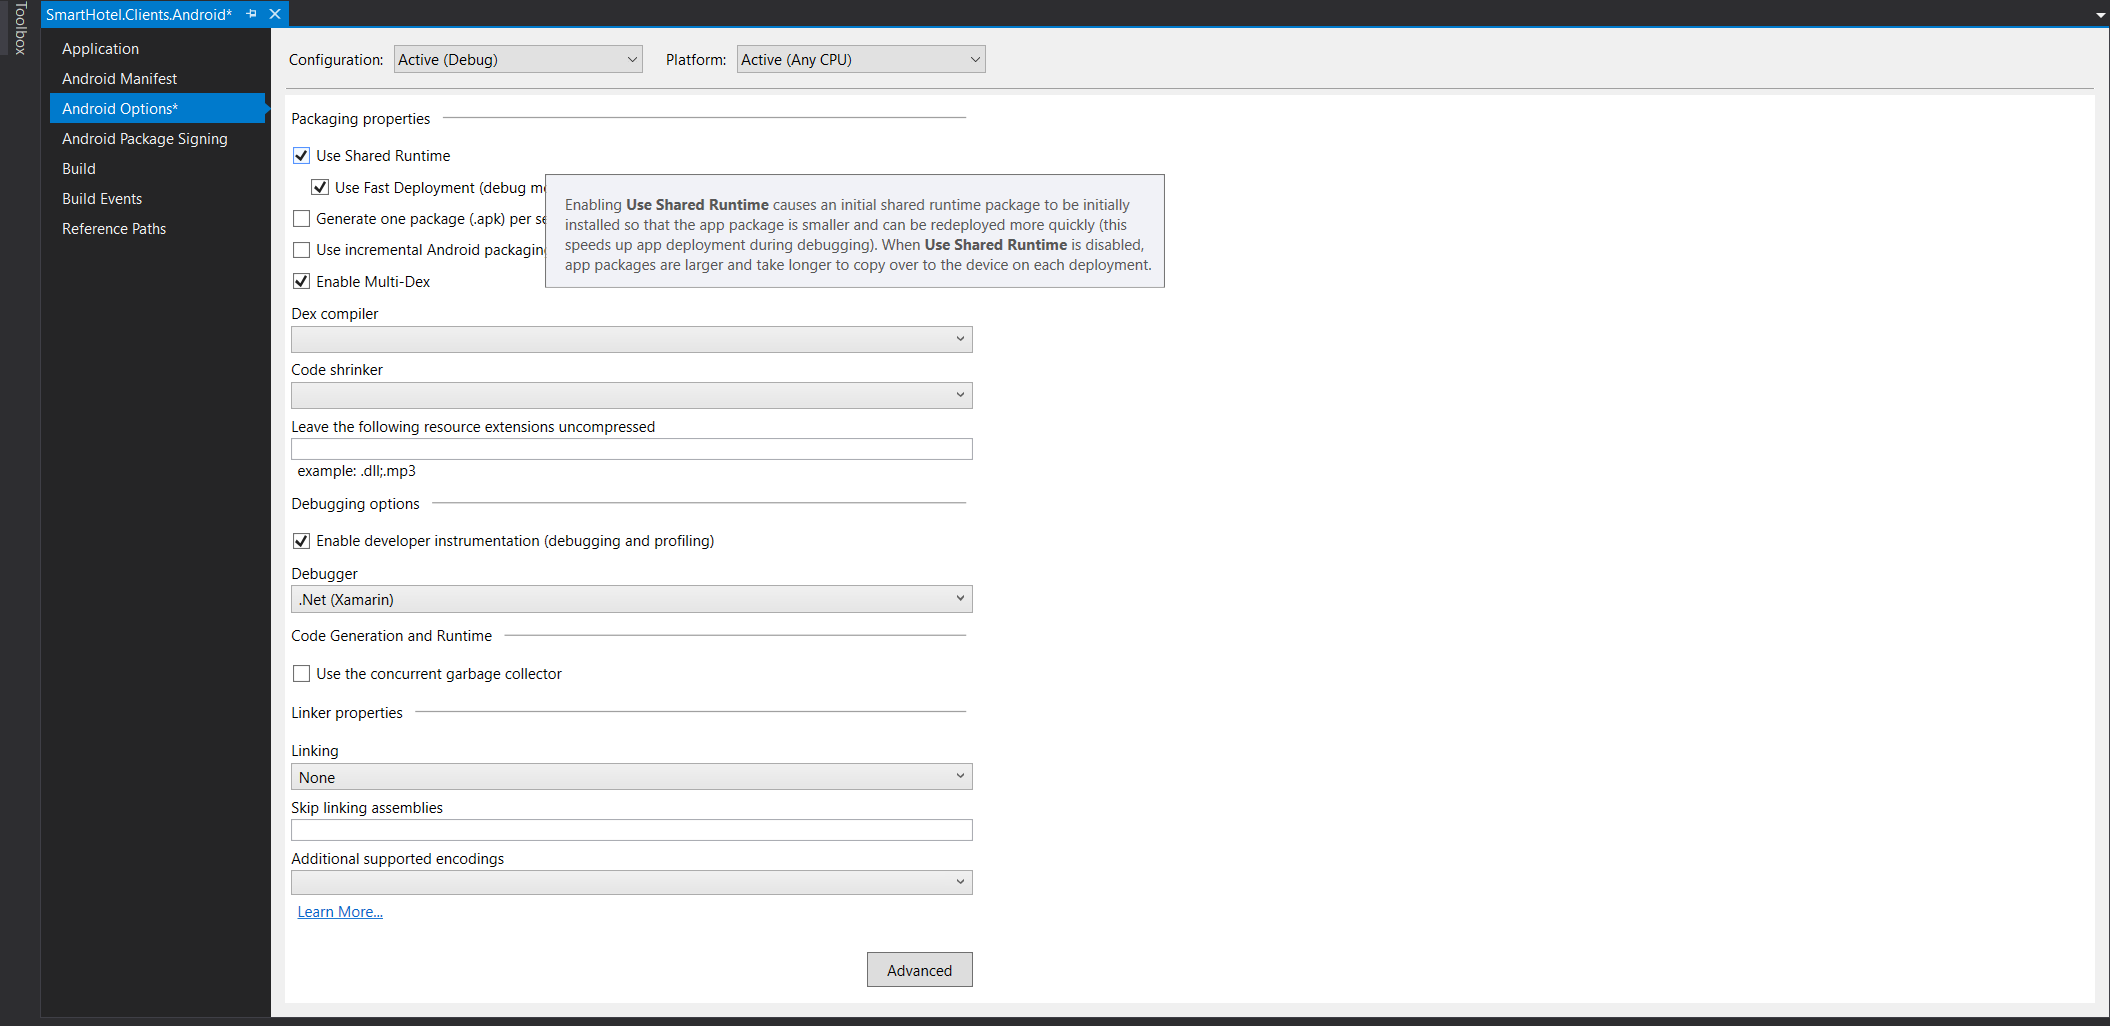 Toolbox
SmartHotel.Clients.Android*
Application
Android Manifest
Android Options*
Android Package Signing
Build
Build Events
Reference Paths
Configuration: Active (Debug) Platform: Active (Any CPU)
Packaging properties
Use Shared Runtime
Use Fast Deployment (debug
Generate one package (.apk) per
Use incremental Android
Enable Multi-Dex
Enabling Use Shared Runtime causes an initial shared runtime package to be initially
installed so that the app package is smaller and can be redeployed more quickly (this
speeds up app deployment during debugging). When Use Shared Runtime is disabled,
app packages are larger and take longer to copy over to the device on each deployment.
Dex compiler
Code shrinker
Leave the following resource extensions uncompressed
example: .dll;.mp3
Debugging options
Enable developer instrumentation (debugging and profiling)
Debugger
.Net (Xamarin)
Code Generation and Runtime
Use the concurrent garbage collector
Linker properties
Linking
None
Skip linking assemblies
Additional supported encodings
Learn More...
Advanced